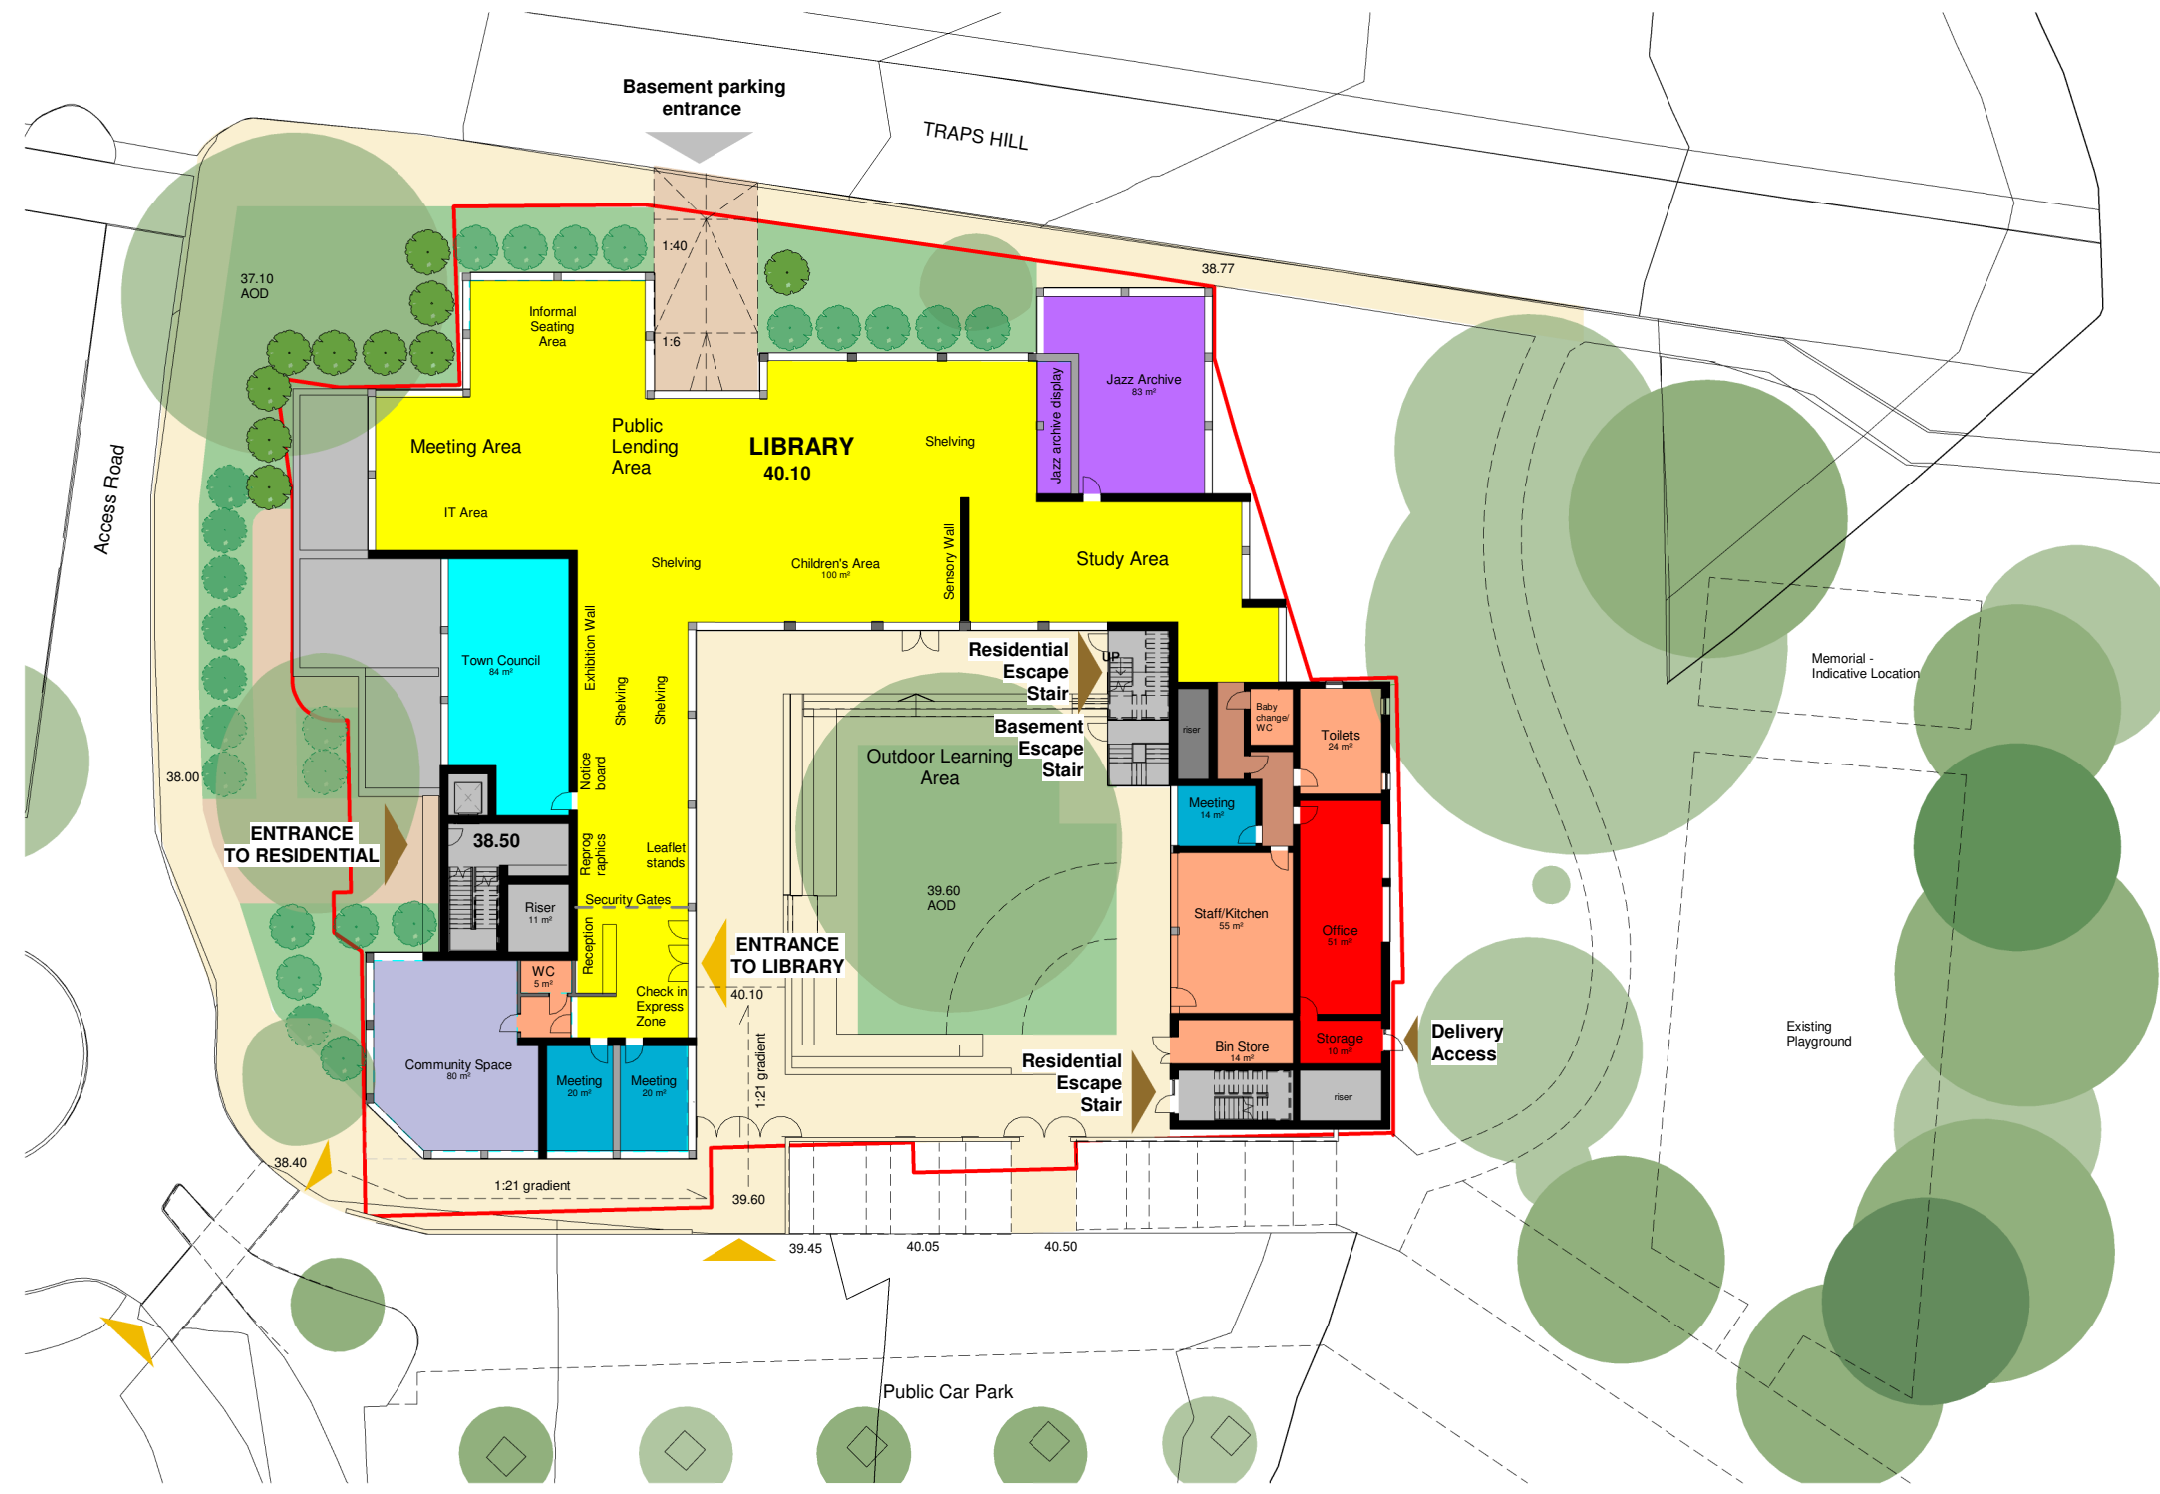 Basement parking
entrance
TRAPS HILL
1:40
38.77
37.10
AOD
Informal
Seating
Area
1:6
Jazz Archive
83 m²
Jazz archive display
Meeting Area
Public
Lending
Area
LIBRARY
40.10
Shelving
Access Road
IT Area
Sensory Wall
Shelving
Children's Area
100 m²
Study Area
Exhibition Wall
Town Council
84 m²
Shelving
Shelving
Residential
Escape
Stair
UP
Memorial -
Indicative Location
Basement
Escape
Stair
riser
Baby
change/
WC
Toilets
24 m²
Outdoor Learning
Area
38.00
Notice
board
Meeting
14 m²
ENTRANCE
TO RESIDENTIAL
38.50
Reprog
raphics
Leaflet
stands
39.60
AOD
Security Gates
Riser
11 m²
Staff/Kitchen
55 m²
Office
51 m²
Reception
ENTRANCE
TO LIBRARY
WC
5 m²
Check in
Express
Zone
40.10
Delivery
Access
Existing
Playground
Storage
10 m²
Bin Store
14 m²
Community Space
80 m²
Meeting
20 m²
Meeting
20 m²
1:21 gradient
Residential
Escape
Stair
riser
38.40
1:21 gradient
39.60
39.45
40.05
40.50
Public Car Park